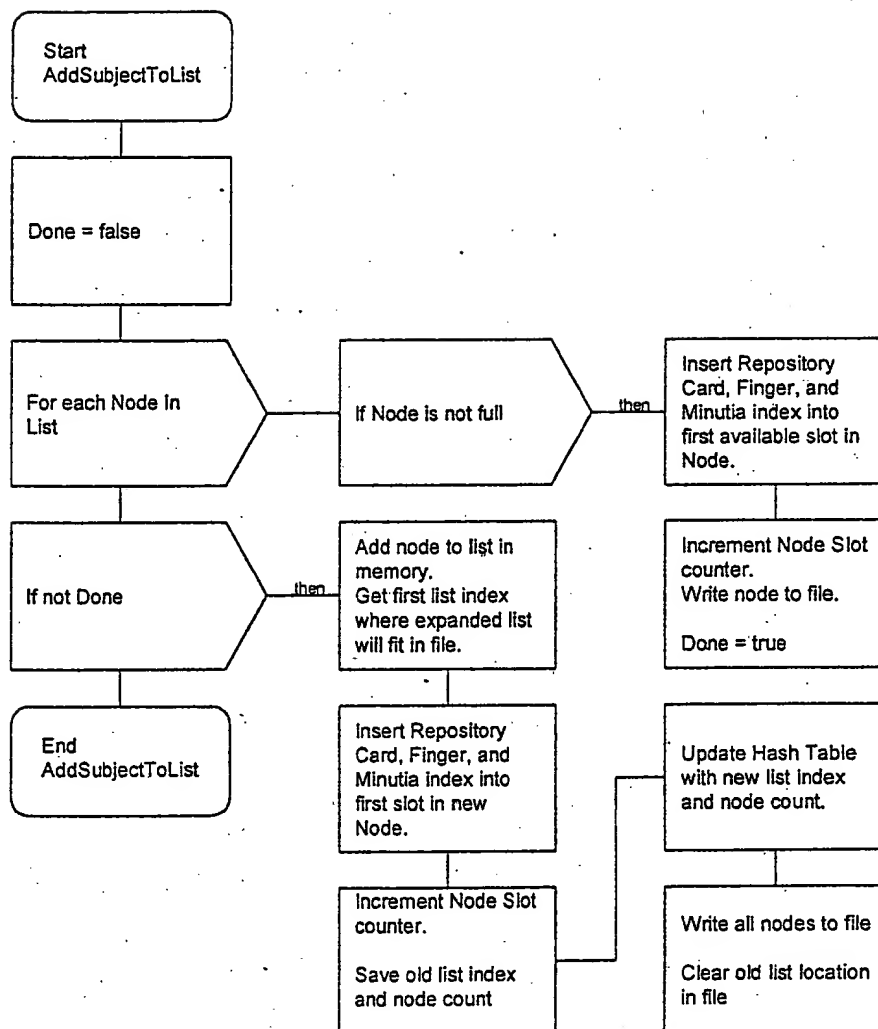 Start
AddSubjectToList
Done = false
For each Node in
List
If Node is not full
then
Insert Repository
Card, Finger, and
Minutia index into
first available slot in
Node.
Increment Node Slot
counter.
Write node to file.
Done = true
If not Done
then
Add node to list in
memory.
Get first list index
where expanded list
will fit in file.
Insert Repository
Card, Finger, and
Minutia index into
first slot in new
Node.
Increment Node Slot
counter.
Save old list index
and node count
Update Hash Table
with new list index
and node count.
Write all nodes to file
Clear old list location
in file
End
AddSubjectToList